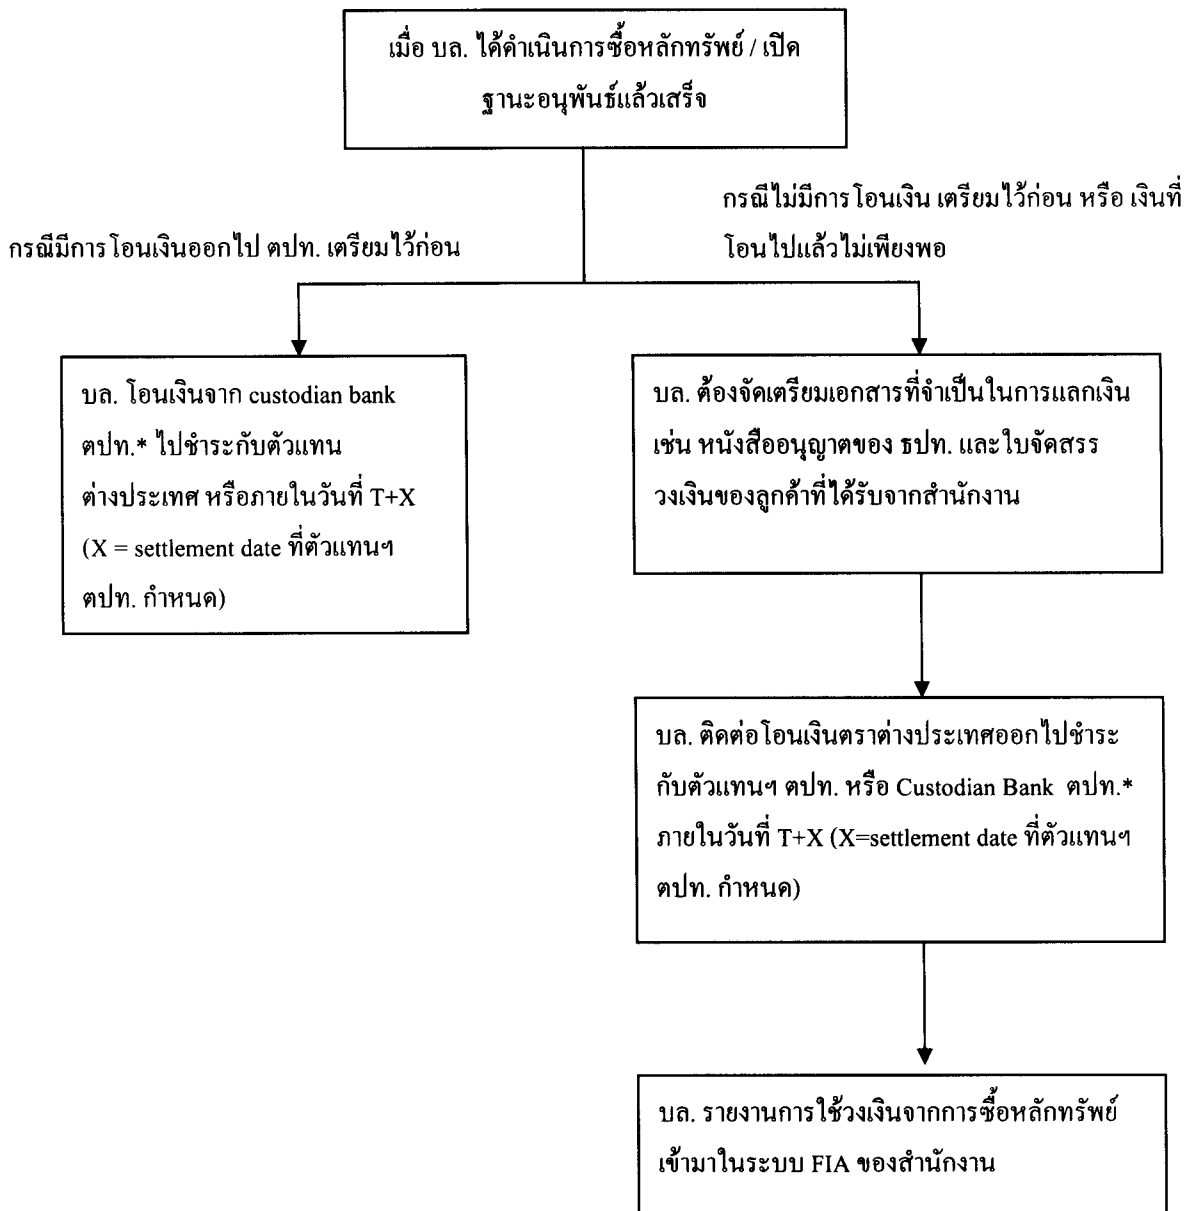 เมื่อ บล. ได้ดำเนินการซื้อหลักทรัพย์ / เปิด
ฐานะอนุพันธ์แล้วเสร็จ
กรณีมีการโอนเงินออกไป ตปท. เตรียมไว้ก่อน
กรณีไม่มีการโอนเงิน เตรียมไว้ก่อน หรือ เงินที่
โอนไปแล้วไม่เพียงพอ
บล. โอนเงินจาก custodian bank
ตปท.* ไปชำระกับตัวแทน
ต่างประเทศ หรือภายในวันที่ T+X
(X = settlement date ที่ตัวแทนฯ
ตปท. กำหนด)
บล. ต้องจัดเตรียมเอกสารที่จำเป็นในการแลกเงิน
เช่น หนังสืออนุญาตของ ธปท. และใบจัดสรร
วงเงินของลูกค้าที่ได้รับจากสำนักงาน
บล. ติดต่อโอนเงินตราต่างประเทศออกไปชำระ
กับตัวแทนฯ ตปท. หรือ Custodian Bank ตปท.*
ภายในวันที่ T+X (X=settlement date ที่ตัวแทนฯ
ตปท. กำหนด)
บล. รายงานการใช้วงเงินจากการซื้อหลักทรัพย์
เข้ามาในระบบ FIA ของสำนักงาน